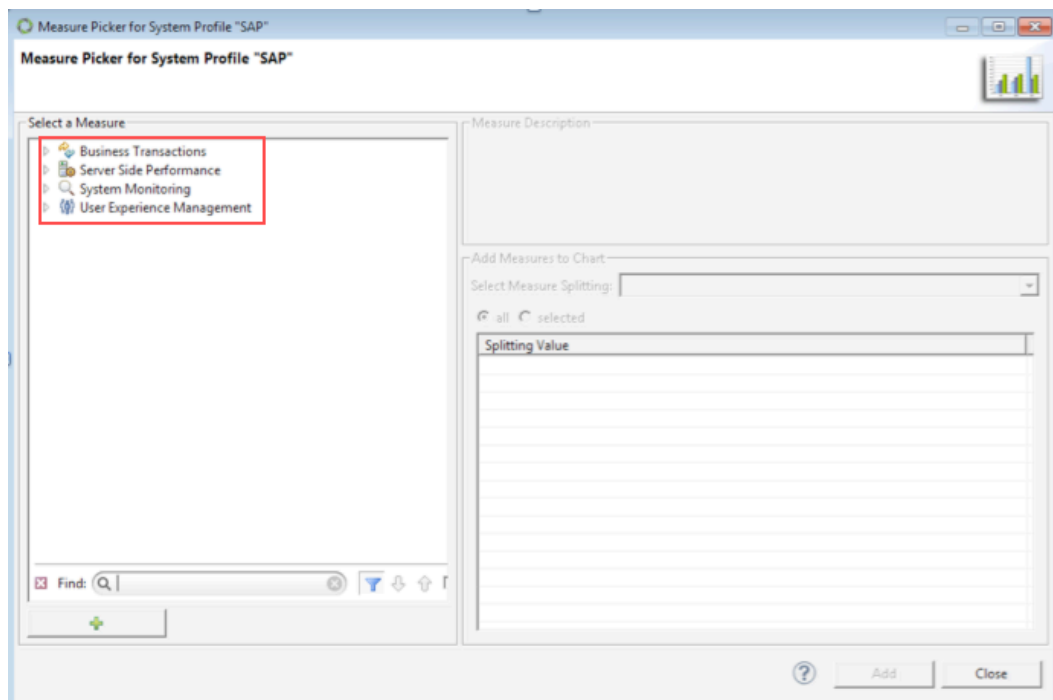 Measure Picker for System Profile "SAP"
Measure Picker for System Profile "SAP"
Select a Measure
Business Transactions
Server Side Performance
System Monitoring
User Experience Management
Find:
Measure Description
Add Measures to Chart
Select Measure Splitting:
all selected
Splitting Value
Add Close